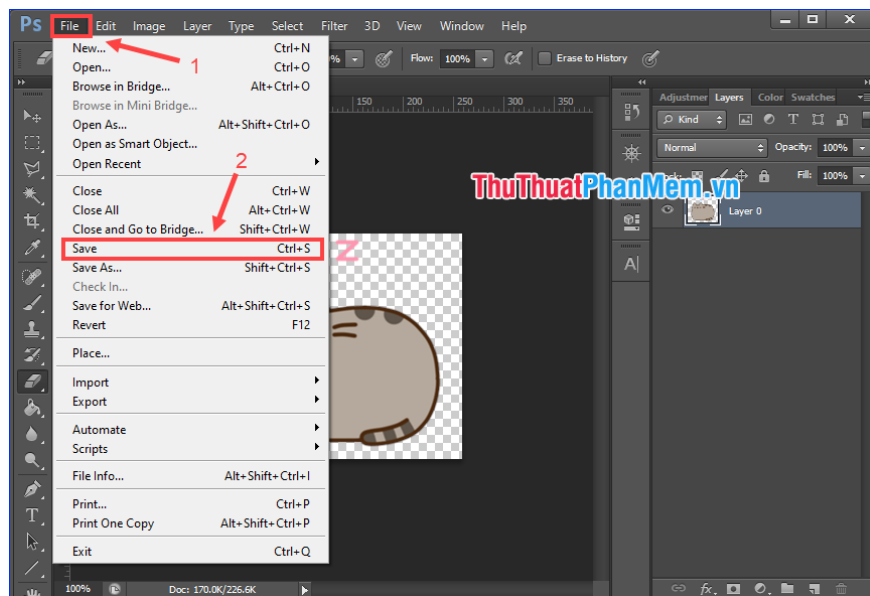 Ps File Edit Image Layer Type Select Filter 3D View Window Help
1
2
New... Ctrl+N
Open... Ctrl+O
Browse in Bridge... Alt+Ctrl+O
Browse in Mini Bridge...
Open As... Alt+Shift+Ctrl+O
Open as Smart Object...
Open Recent
Close Ctrl+W
Close All Alt+Ctrl+W
Close and Go to Bridge... Shift+Ctrl+W
Save Ctrl+S
Save As... Shift+Ctrl+S
Check In...
Save for Web... Alt+Shift+Ctrl+S
Revert F12
Place...
Import
Export
Automate
Scripts
File Info... Alt+Shift+Ctrl+I
Print... Ctrl+P
Print One Copy Alt+Shift+Ctrl+P
Exit Ctrl+Q
% Flow: 100% Erase to History
150 200 250 300 350
Z
ThuThuatPhanMem.vn
Adjustmer Layers Color Swatches
Kind
Normal Opacity: 100%
Fill: 100%
Layer 0
A
T
fx
100% Doc: 170.0K/226.6K